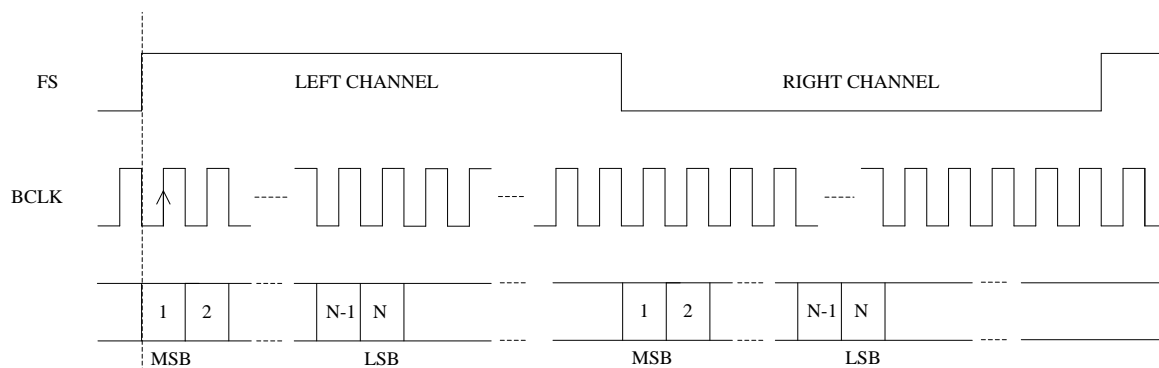 FS
LEFT CHANNEL
RIGHT CHANNEL
BCLK
1 2 N-1 N 1 2 N-1 N
MSB LSB MSB LSB